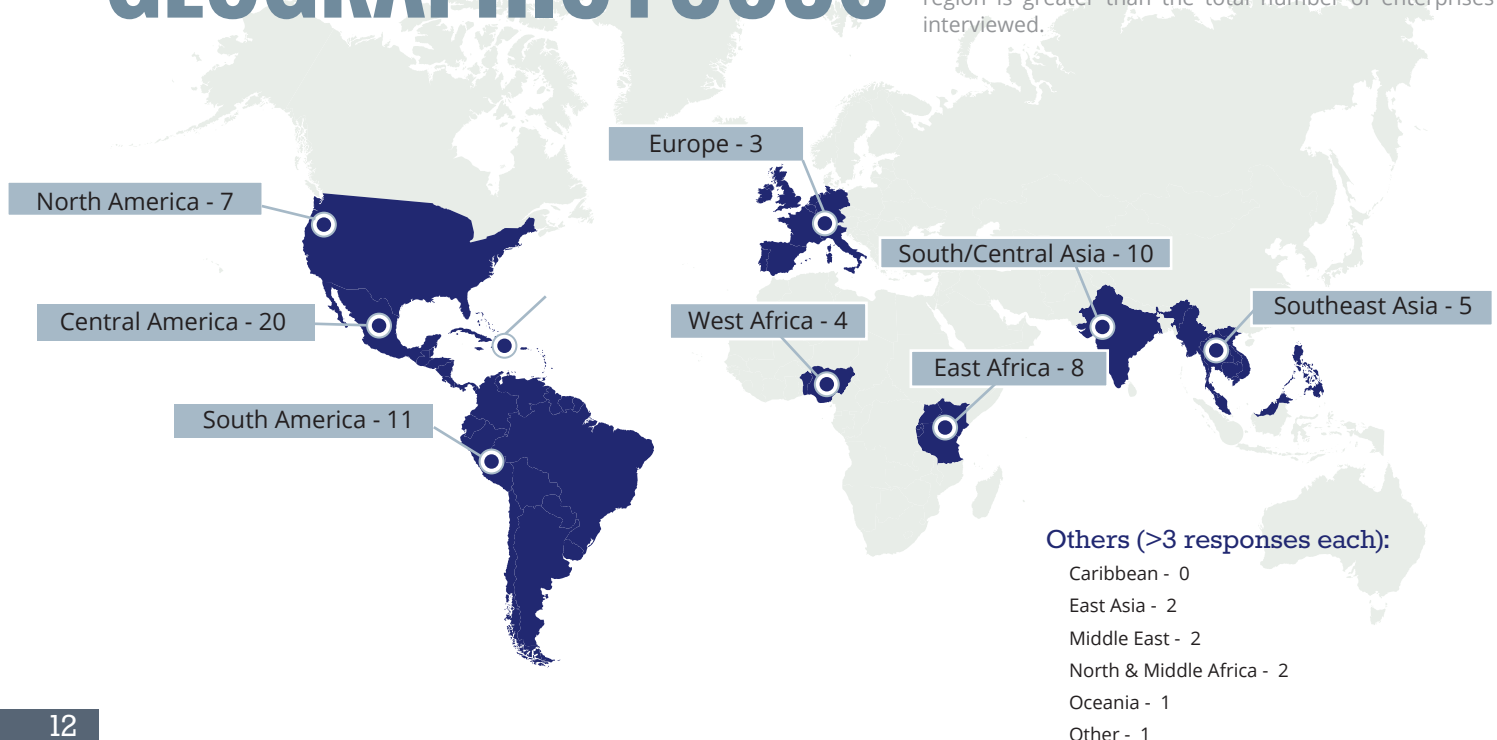 GEOGRAPHIC FOCUS
region is greater than the total number of enterprises
interviewed.
Europe - 3
North America - 7
South/Central Asia - 10
Southeast Asia - 5
Central America - 20
West Africa - 4
East Africa - 8
South America - 11
Others (>3 responses each):
Caribbean - 0
East Asia - 2
Middle East - 2
North & Middle Africa - 2
Oceania - 1
Other - 1
12